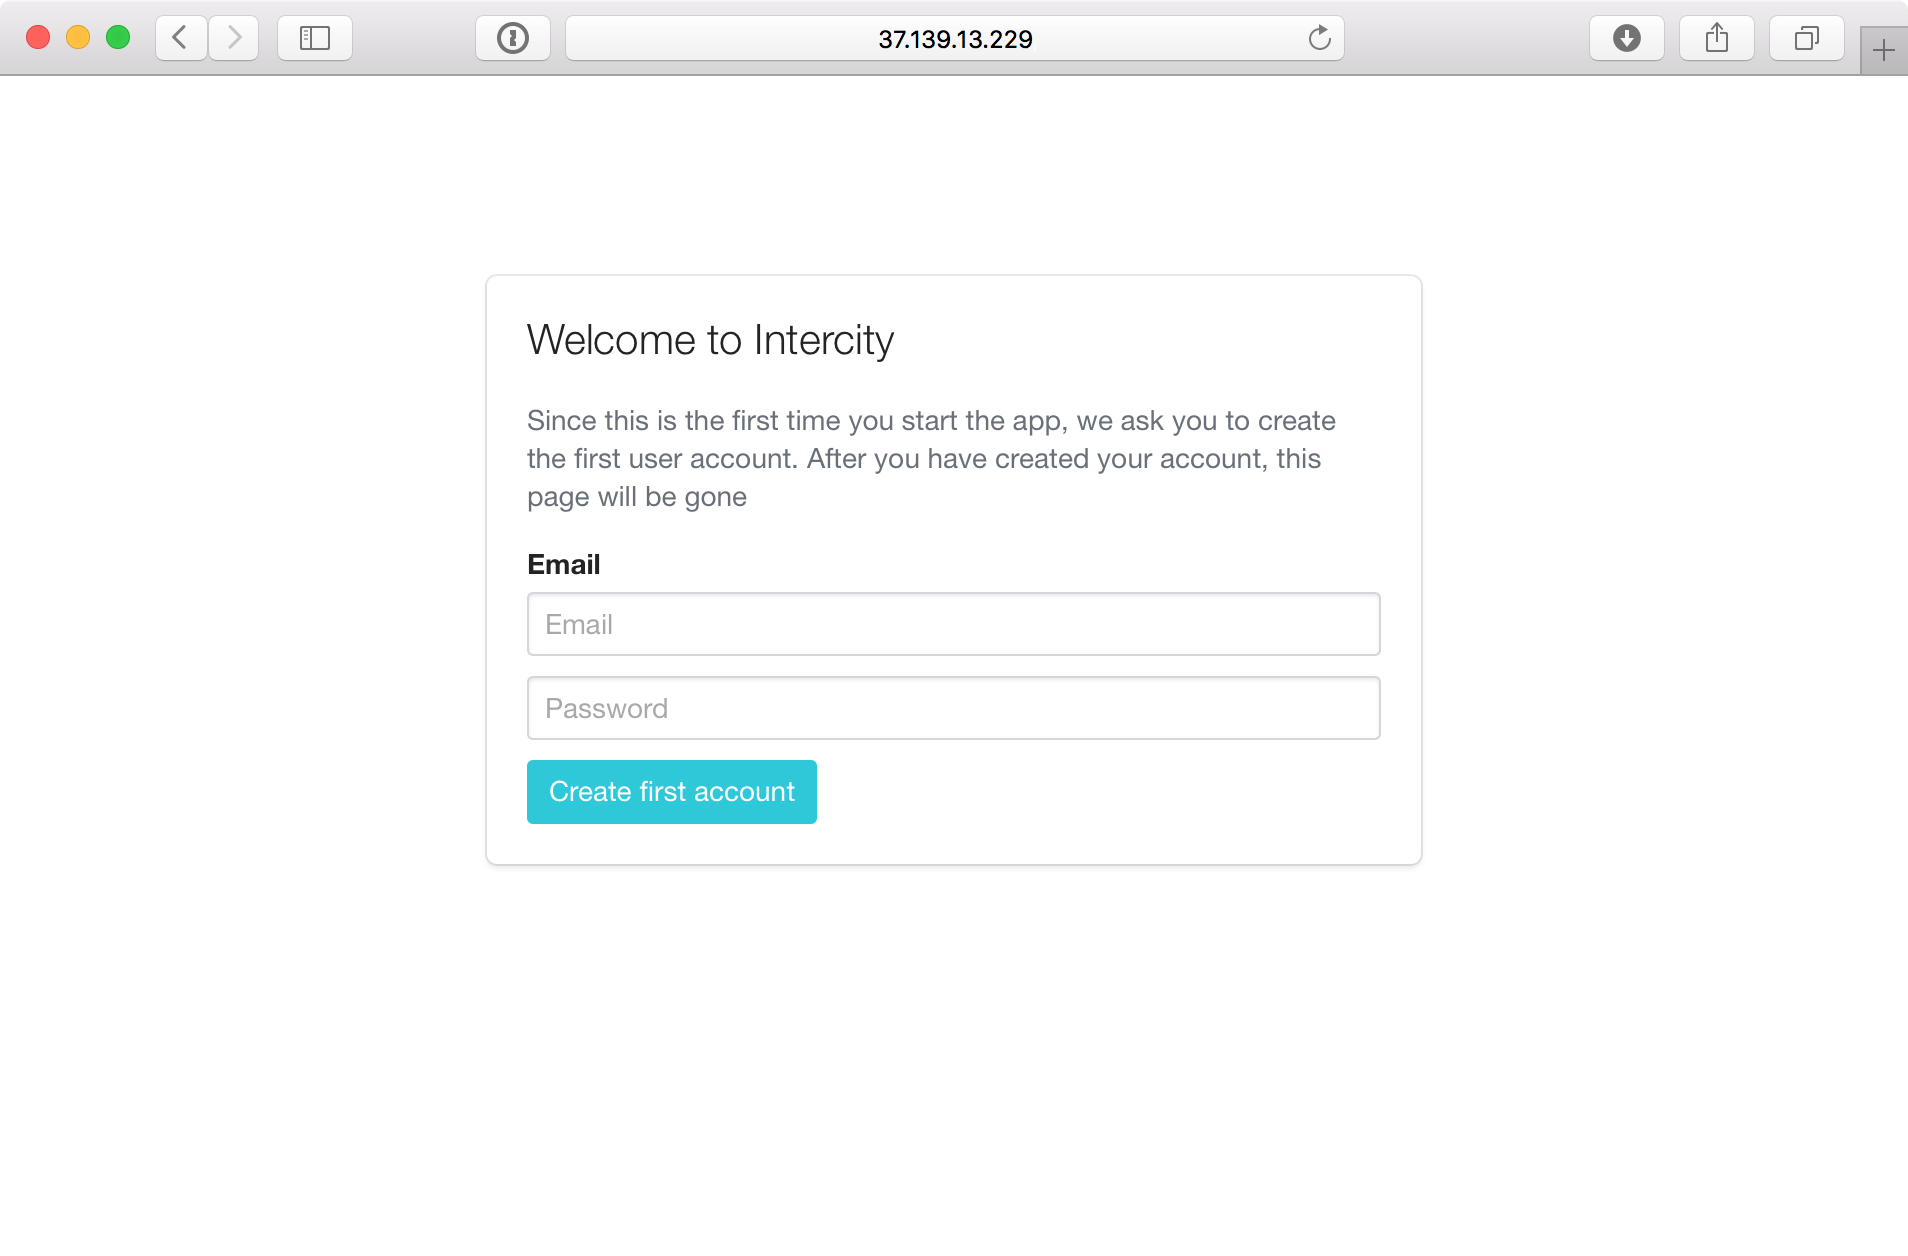 37.139.13.229
Welcome to Intercity
Since this is the first time you start the app, we ask you to create
the first user account. After you have created your account, this
page will be gone
Email
Email
Password
Create first account